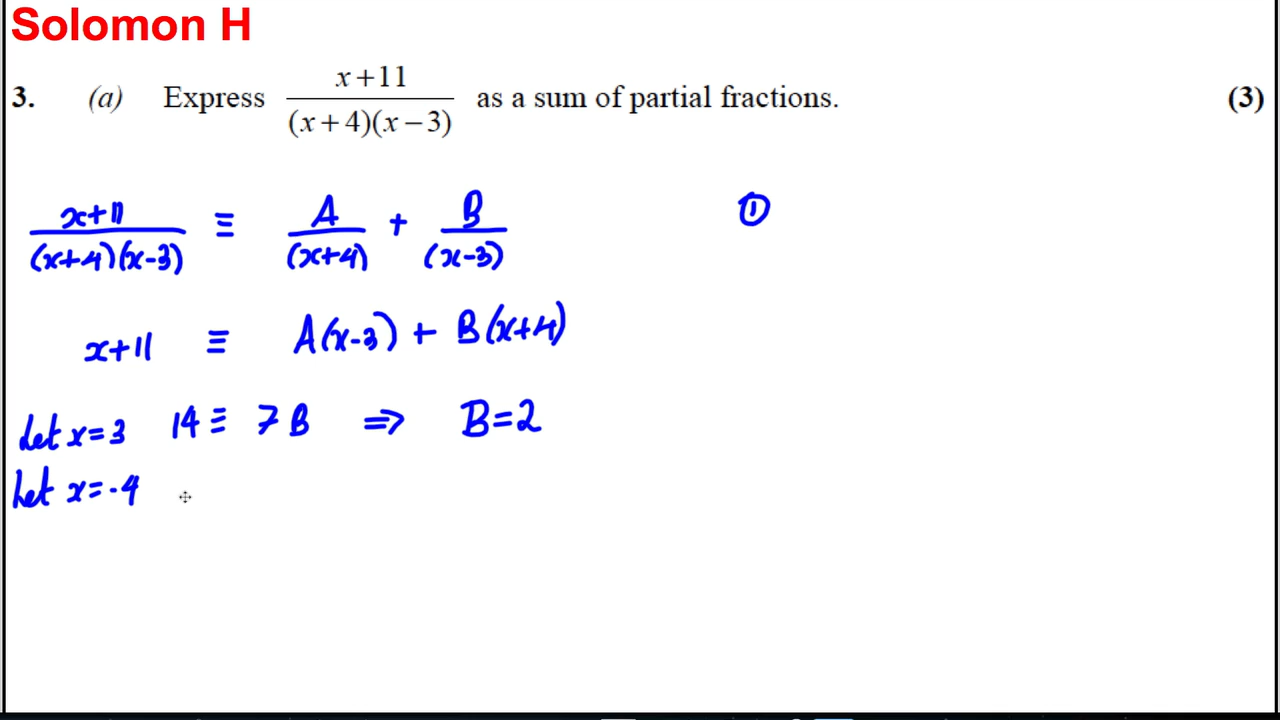 Solomon H
3. (a) Express x+11 / (x+4)(x−3) as a sum of partial fractions. (3)
x+11 / (x+4)(x-3) ≡ A / (x+4) + B / (x-3) ①
x+11 ≡ A(x-3) + B(x+4)
Let x=3 14 ≡ 7B ⇒ B=2
Let x=-4